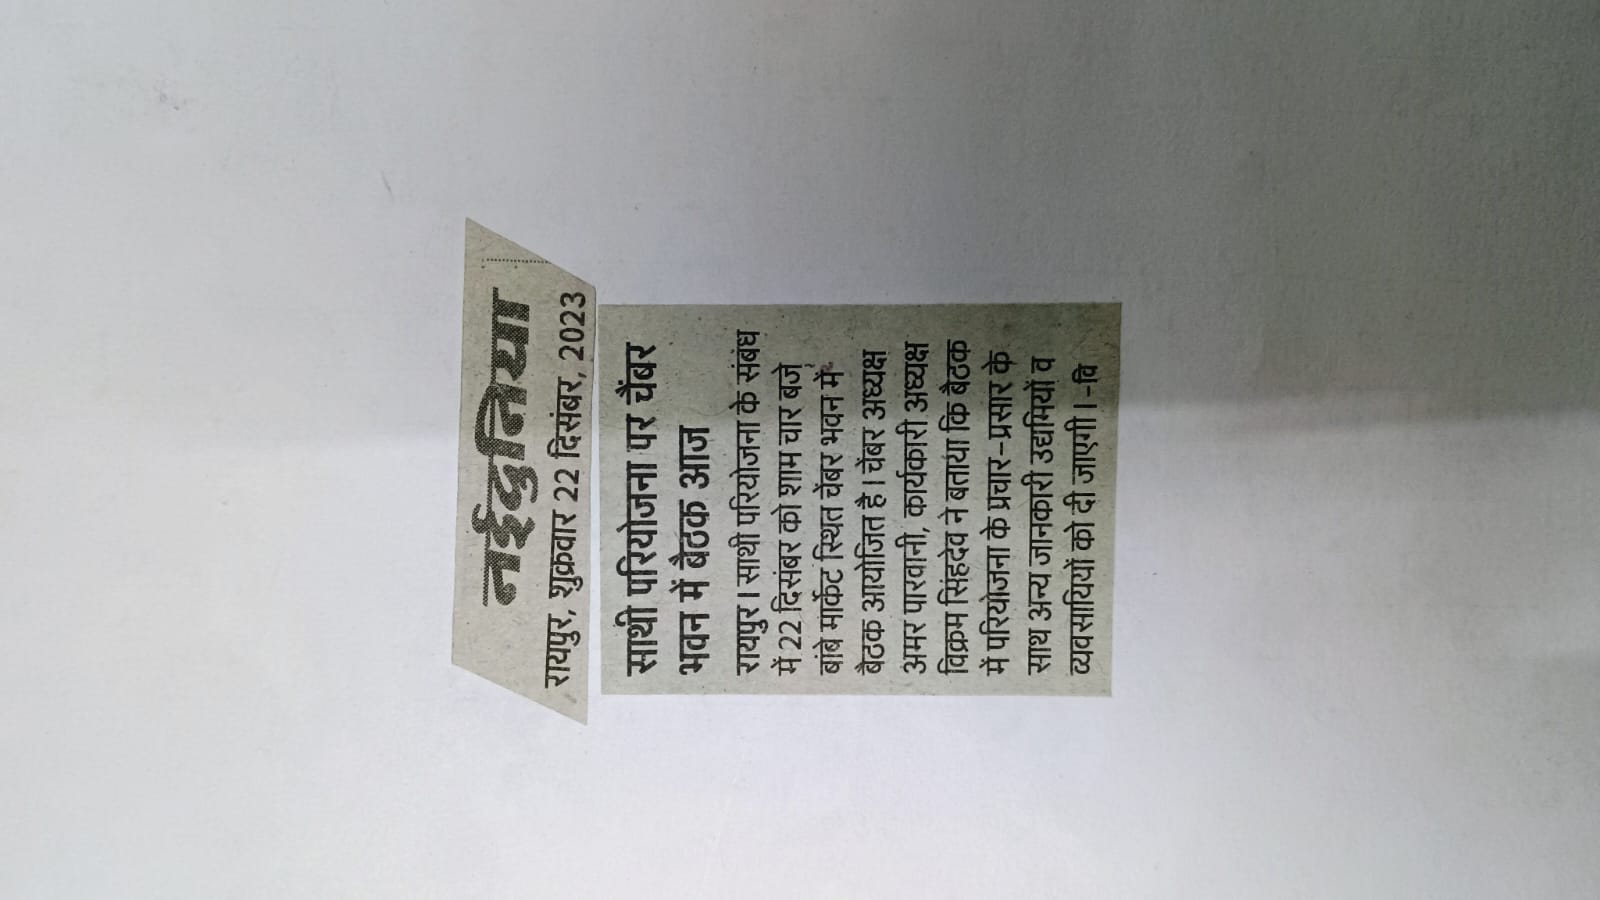 नईदुनिया
रायपुर, शुक्रवार 22 दिसंबर, 2023
साथी परियोजना पर चैंबर
भवन में बैठक आज
रायपुर। साथी परियोजना के संबंध
में 22 दिसंबर को शाम चार बजे
बांबे मार्केट स्थित चेंबर भवन में
बैठक आयोजित है। चेंबर अध्यक्ष
अमर पारवानी, कार्यकारी अध्यक्ष
विक्रम सिंहदेव ने बताया कि बैठक
में परियोजना के प्रचार-प्रसार के
साथ अन्य जानकारी उद्यमियों व
व्यवसायियों को दी जाएगी।-वि